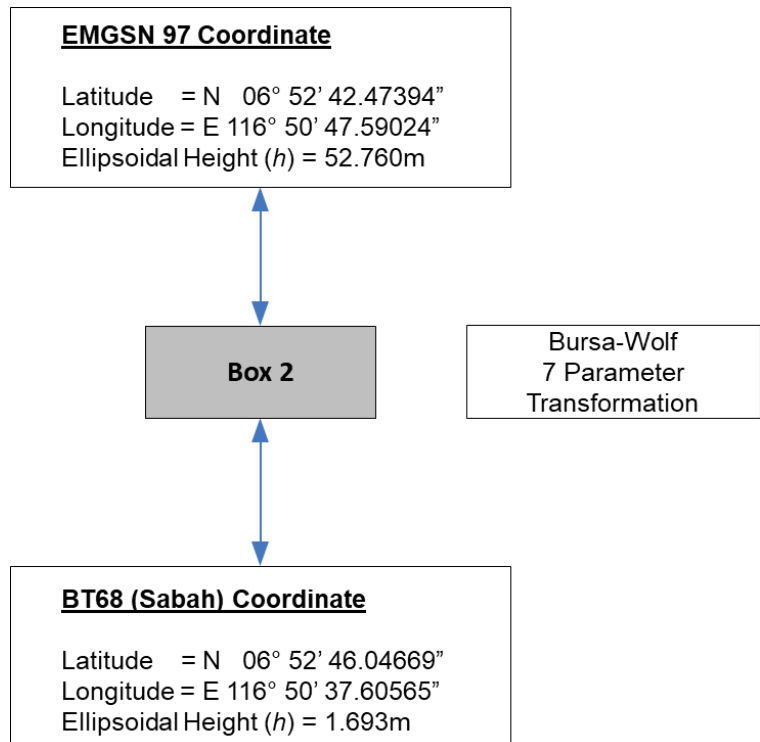 EMGSN 97 Coordinate
Latitude = N 06° 52’ 42.47394”
Longitude = E 116° 50’ 47.59024”
Ellipsoidal Height (h) = 52.760m
Box 2
Bursa-Wolf
7 Parameter
Transformation
BT68 (Sabah) Coordinate
Latitude = N 06° 52’ 46.04669”
Longitude = E 116° 50’ 37.60565”
Ellipsoidal Height (h) = 1.693m